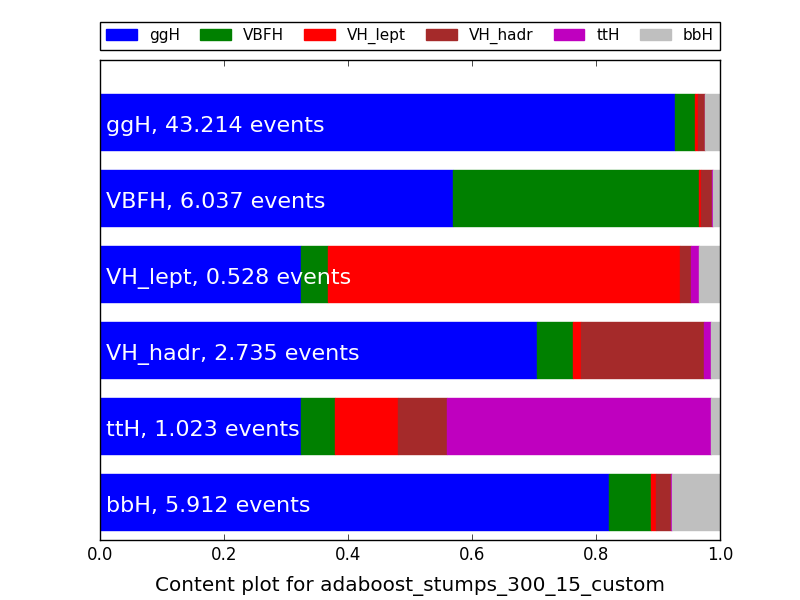 ggH VBFH VH_lept VH_hadr ttH bbH
ggH, 43.214 events
VBFH, 6.037 events
VH_lept, 0.528 events
VH_hadr, 2.735 events
ttH, 1.023 events
bbH, 5.912 events
0.0 0.2 0.4 0.6 0.8 1.0
Content plot for adaboost_stumps_300_15_custom